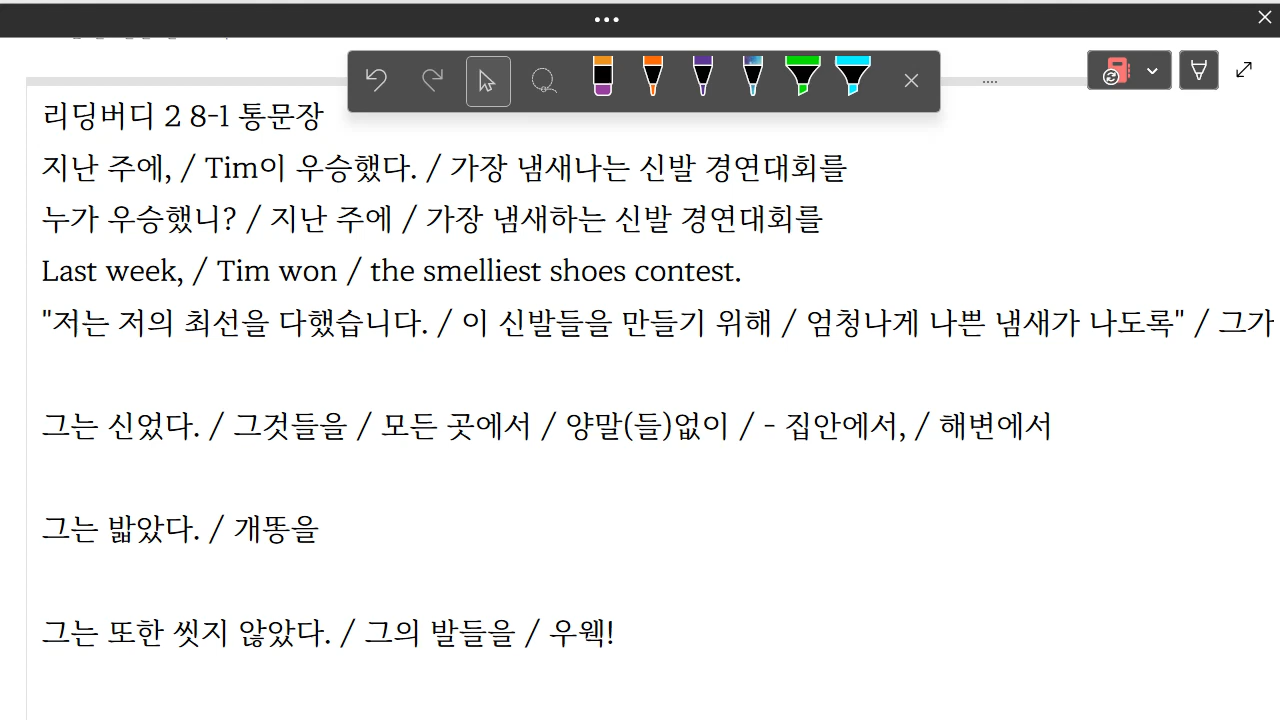 리딩버디 2 8-1 통문장
지난 주에, / Tim이 우승했다. / 가장 냄새나는 신발 경연대회를
누가 우승했니? / 지난 주에 / 가장 냄새하는 신발 경연대회를
Last week, / Tim won / the smelliest shoes contest.
"저는 저의 최선을 다했습니다. / 이 신발들을 만들기 위해 / 엄청나게 나쁜 냄새가 나도록" / 그가
그는 신었다. / 그것들을 / 모든 곳에서 / 양말(들)없이 / - 집안에서, / 해변에서
그는 밟았다. / 개똥을
그는 또한 씻지 않았다. / 그의 발들을 / 우웩!